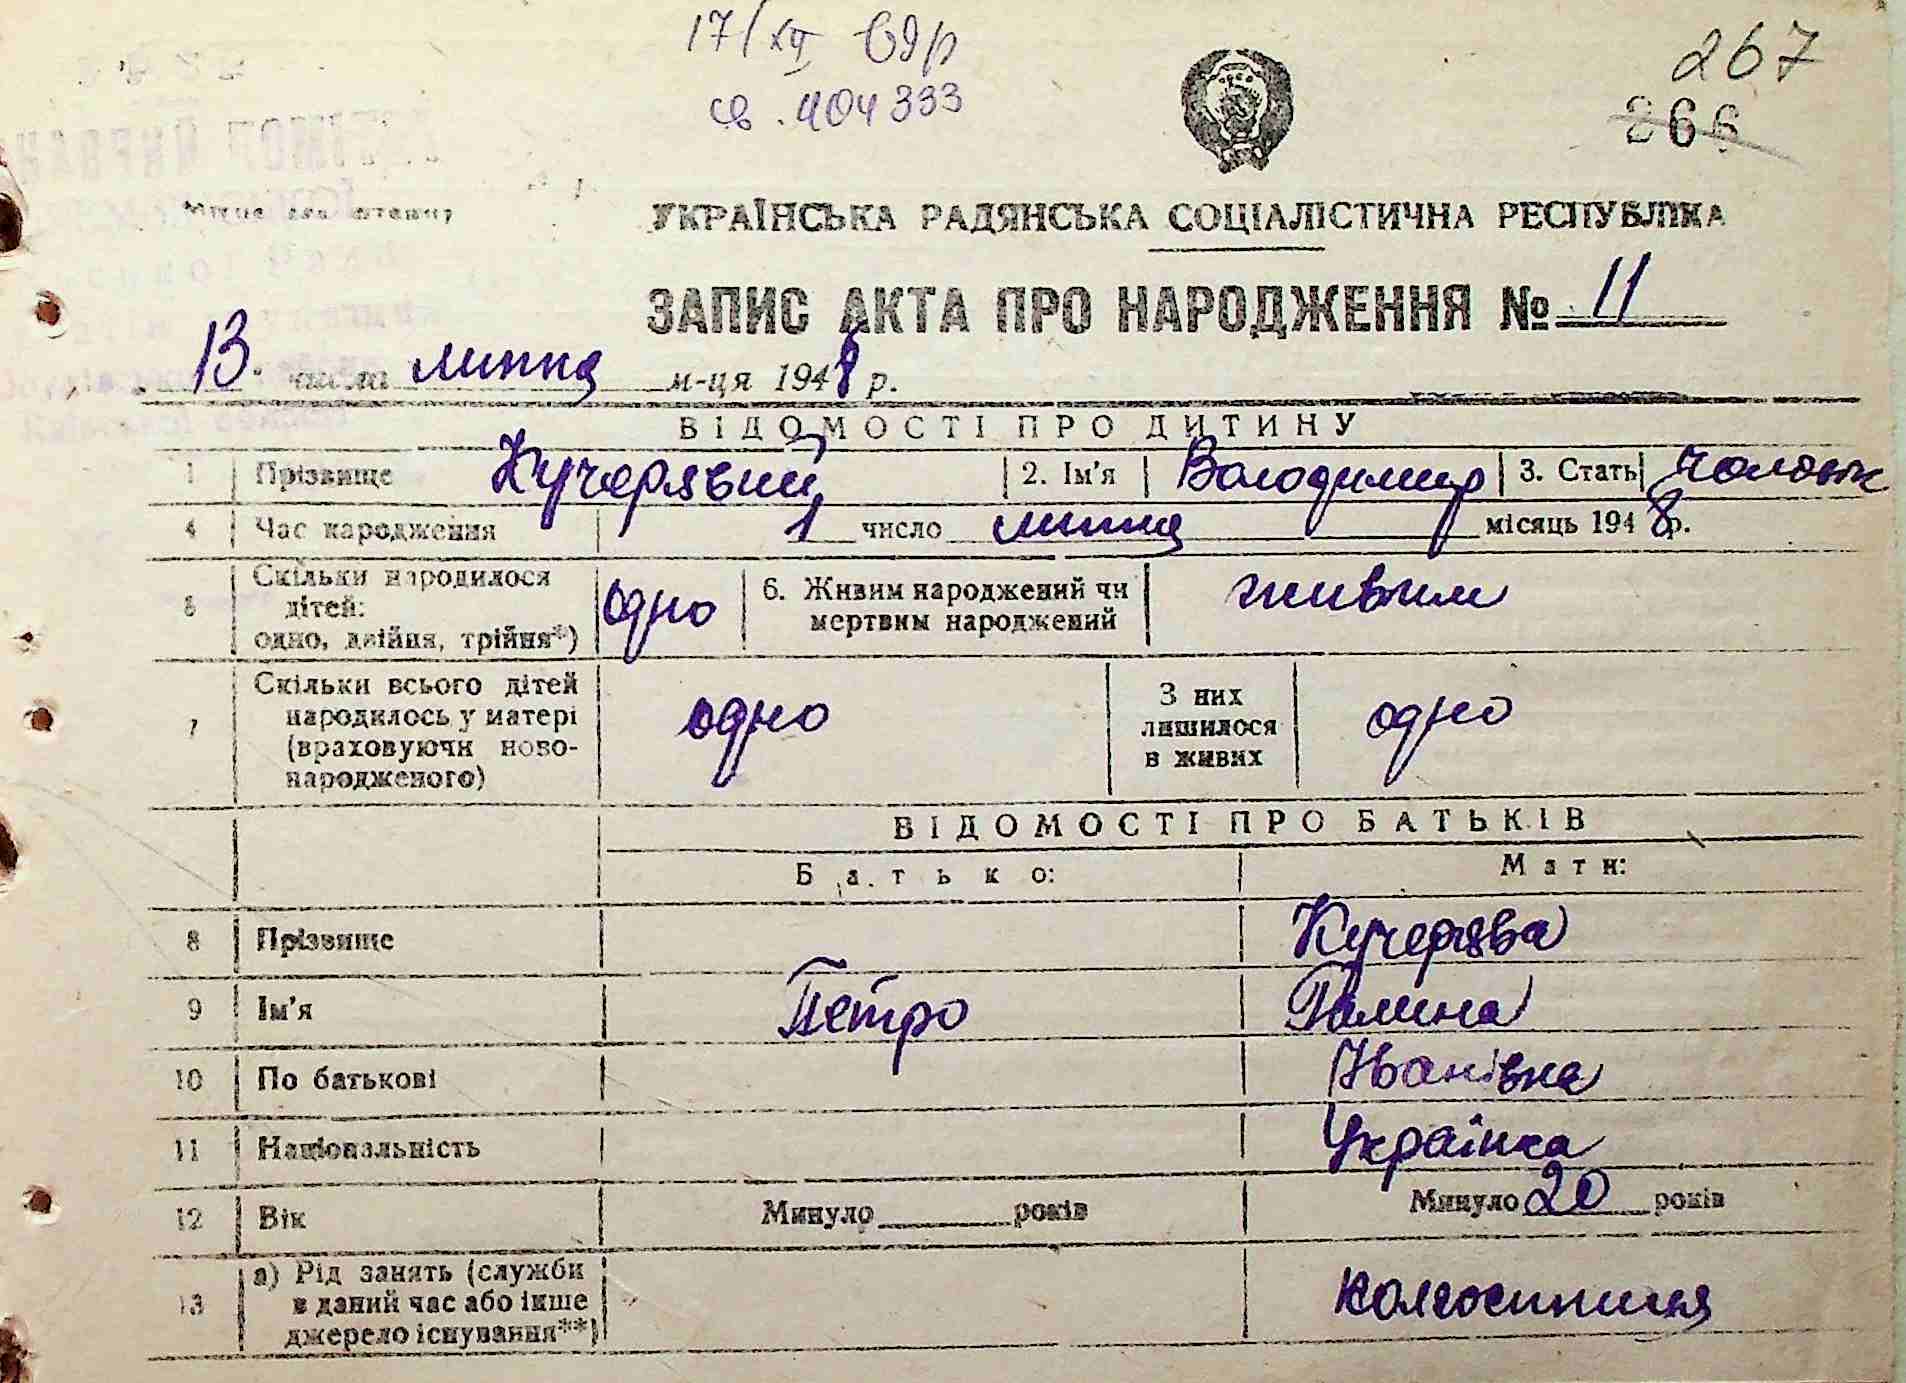 17/XII 69р
св. 404333
267
266
Місце для штампу
УКРАЇНСЬКА РАДЯНСЬКА СОЦІАЛІСТИЧНА РЕСПУБЛІКА
ЗАПИС АКТА ПРО НАРОДЖЕННЯ № 11
13. числа липня м-ця 1948 р.
ВІДОМОСТІ ПРО ДИТИНУ
1 Прізвище Кучерявий 2. Ім'я Володимир 3. Стать чоловік
4 Час народження 1 число липня місяць 1948 р.
5 Скільки народилося
дітей:
одно, двійня, трійня*) одно 6. Живим народжений чи
мертвим народжений живим
7 Скільки всього дітей
народилось у матері
(враховуючи ново-
народженого) одно З них
лишилося
в живих одно
ВІДОМОСТІ ПРО БАТЬКІВ
Батько: Мати:
8 Прізвище Кучерява
9 Ім'я Петро Галина
10 По батькові Іванівна
11 Національність Українка
12 Вік Минуло років Минуло 20 років
13 а) Рід занять (служби
в даний час або інше
джерело існування**) колгоспниця